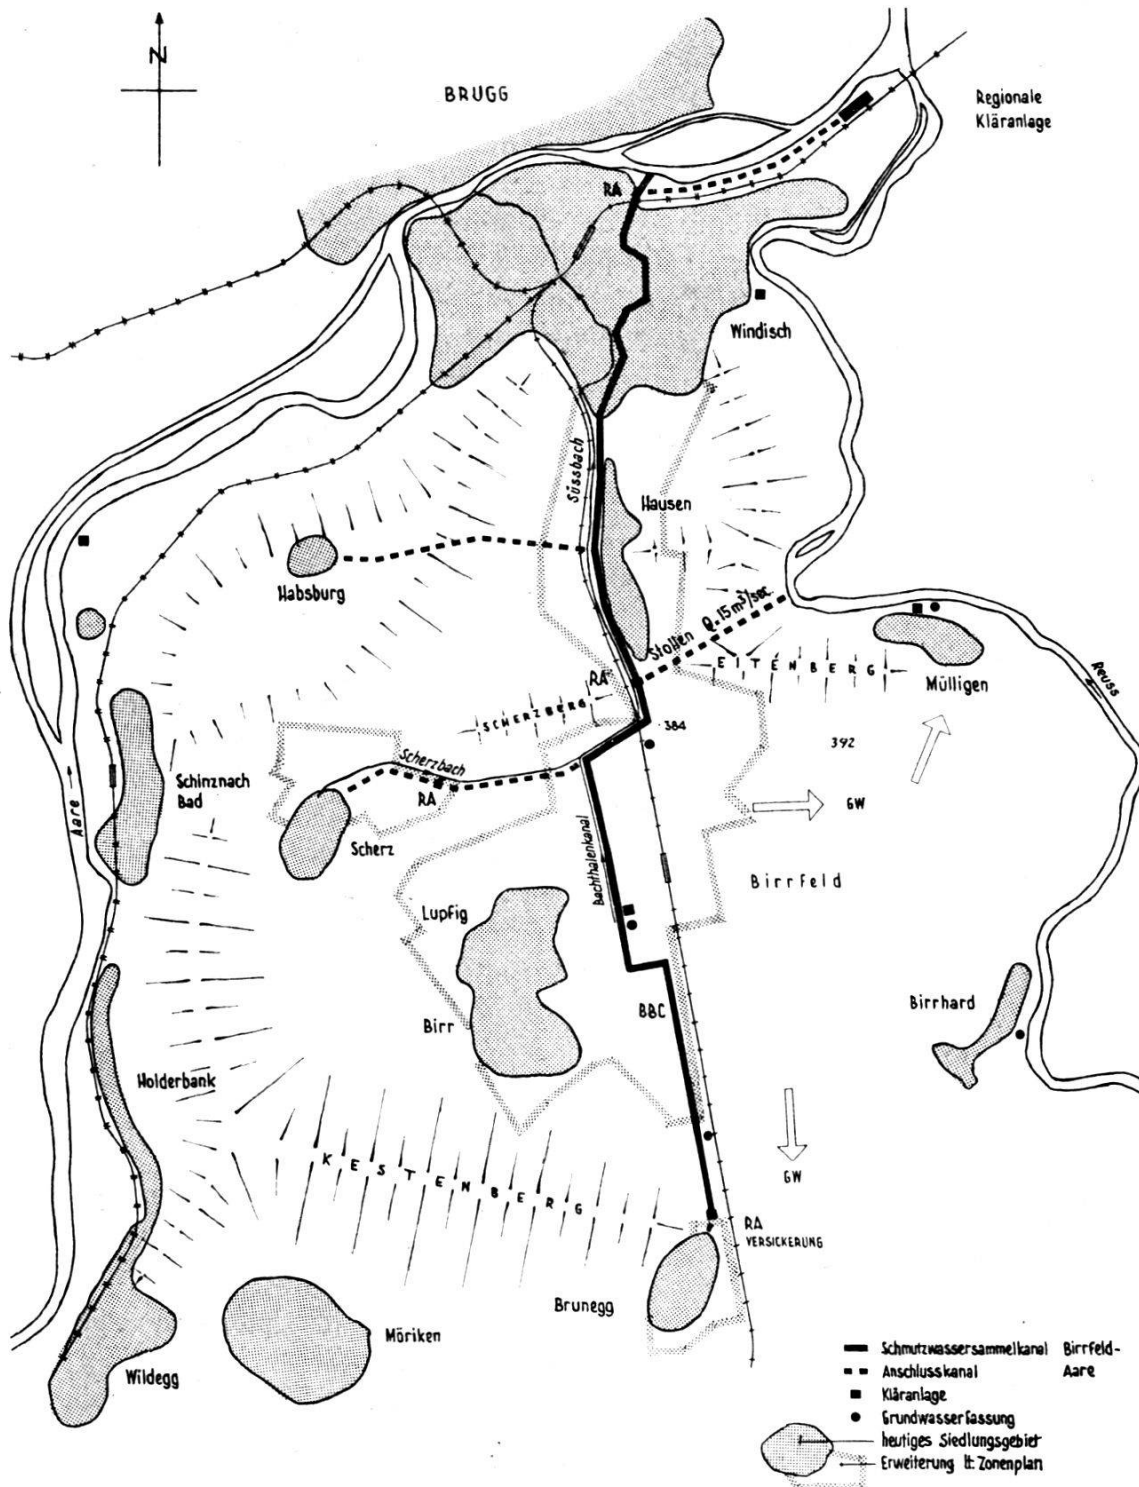 N
BRUGG
Regionale
Kläranlage
RA
Windisch
Süssbach
Hausen
Habsburg
Stollen Q=15m³/sec.
EITENBERG
Mülligen
Reuss
RA
SCHERZBERG
384
392
Scherzbach
RA
GW
Schinznach
Bad
Aare
Scherz
Bachthalenkanal
Birrfeld
Lupfig
Birr
BBC
Birrhard
Holderbank
KESTENBERG
GW
RA
VERSICKERUNG
Brunegg
Möriken
Wildegg
Schmutzwassersammelkanal Birrfeld-
Aare
Anschlusskanal
Kläranlage
Grundwasserfassung
heutiges Siedlungsgebiet
Erweiterung lt. Zonenplan